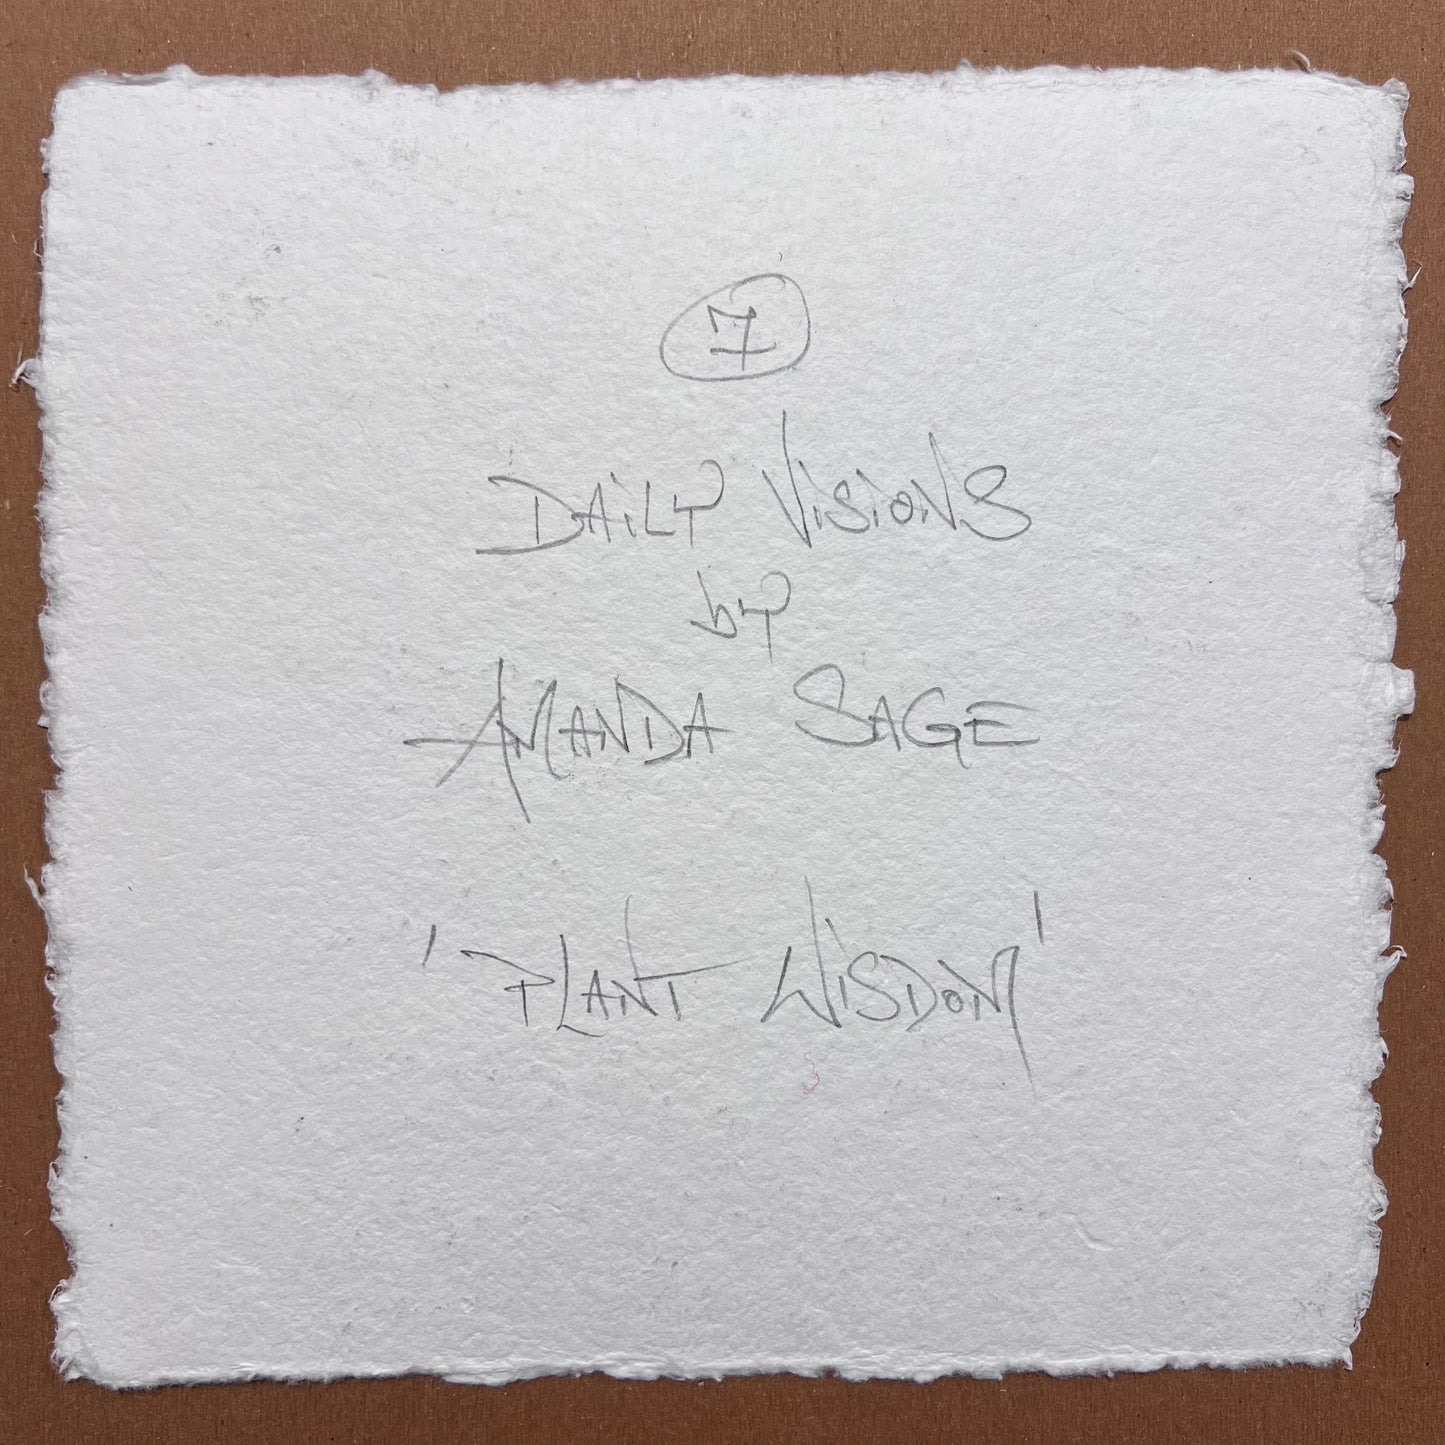 7
DAiLY ViSiONS
by
AMANDA SAGE
'PLANT WiSDOM'